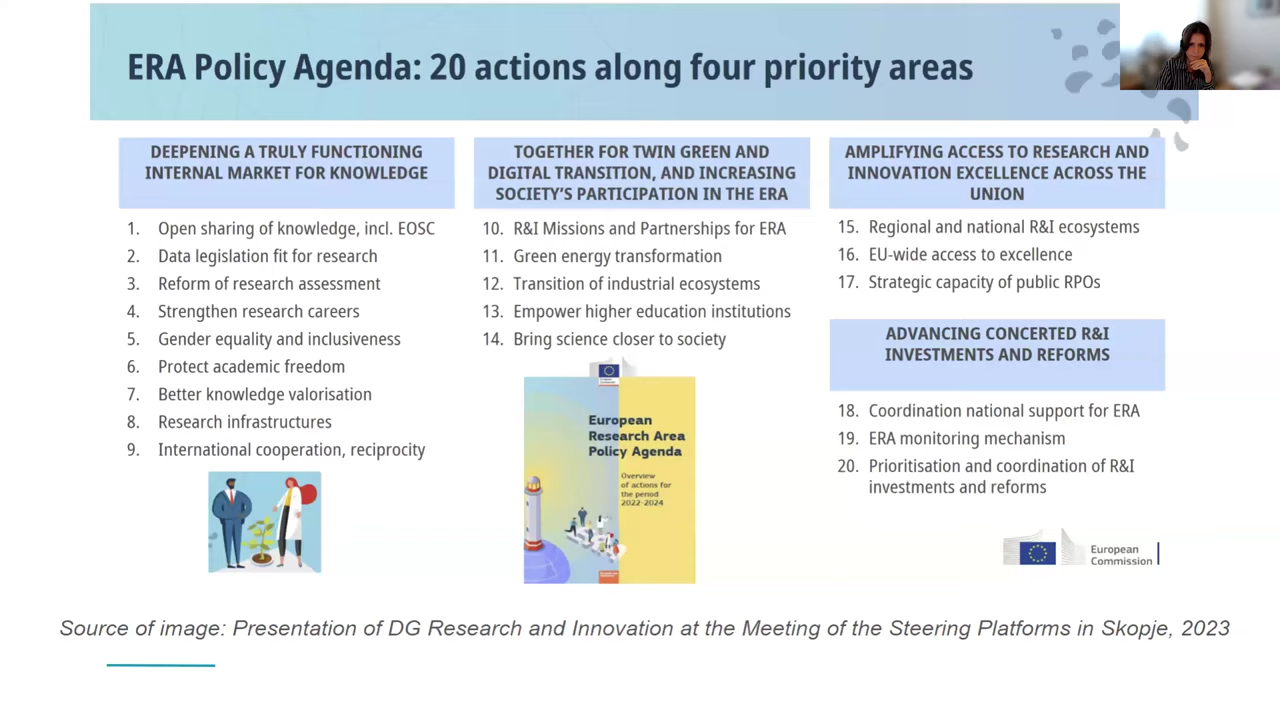 ERA Policy Agenda: 20 actions along four priority areas
DEEPENING A TRULY FUNCTIONING
INTERNAL MARKET FOR KNOWLEDGE
1. Open sharing of knowledge, incl. EOSC
2. Data legislation fit for research
3. Reform of research assessment
4. Strengthen research careers
5. Gender equality and inclusiveness
6. Protect academic freedom
7. Better knowledge valorisation
8. Research infrastructures
9. International cooperation, reciprocity
TOGETHER FOR TWIN GREEN AND
DIGITAL TRANSITION, AND INCREASING
SOCIETY'S PARTICIPATION IN THE ERA
10. R&I Missions and Partnerships for ERA
11. Green energy transformation
12. Transition of industrial ecosystems
13. Empower higher education institutions
14. Bring science closer to society
European
Research Area
Policy Agenda
Overview
of actions for
the period
2022-2024
AMPLIFYING ACCESS TO RESEARCH AND
INNOVATION EXCELLENCE ACROSS THE
UNION
15. Regional and national R&I ecosystems
16. EU-wide access to excellence
17. Strategic capacity of public RPOs
ADVANCING CONCERTED R&I
INVESTMENTS AND REFORMS
18. Coordination national support for ERA
19. ERA monitoring mechanism
20. Prioritisation and coordination of R&I
investments and reforms
European
Commission
Source of image: Presentation of DG Research and Innovation at the Meeting of the Steering Platforms in Skopje, 2023